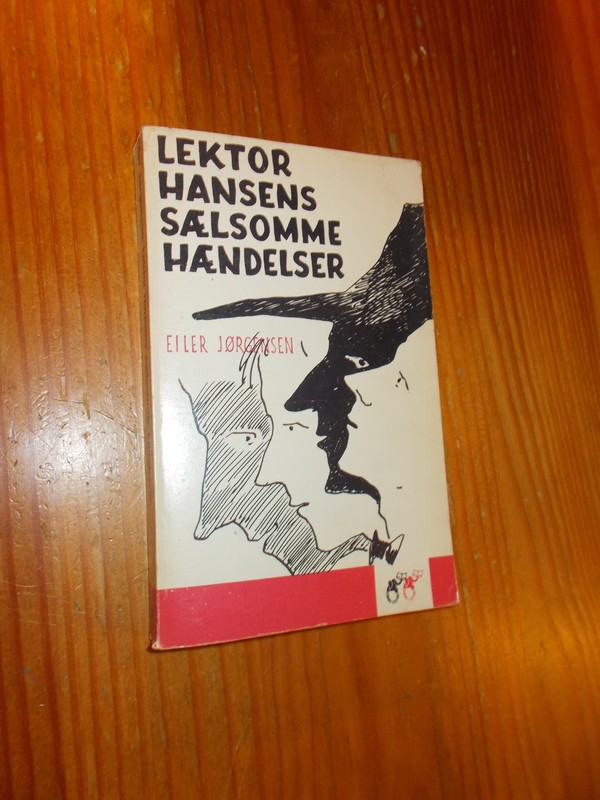 LEKTOR
HANSENS
SÆLSOMME
HÆNDELSER
EILER JØRGENSEN